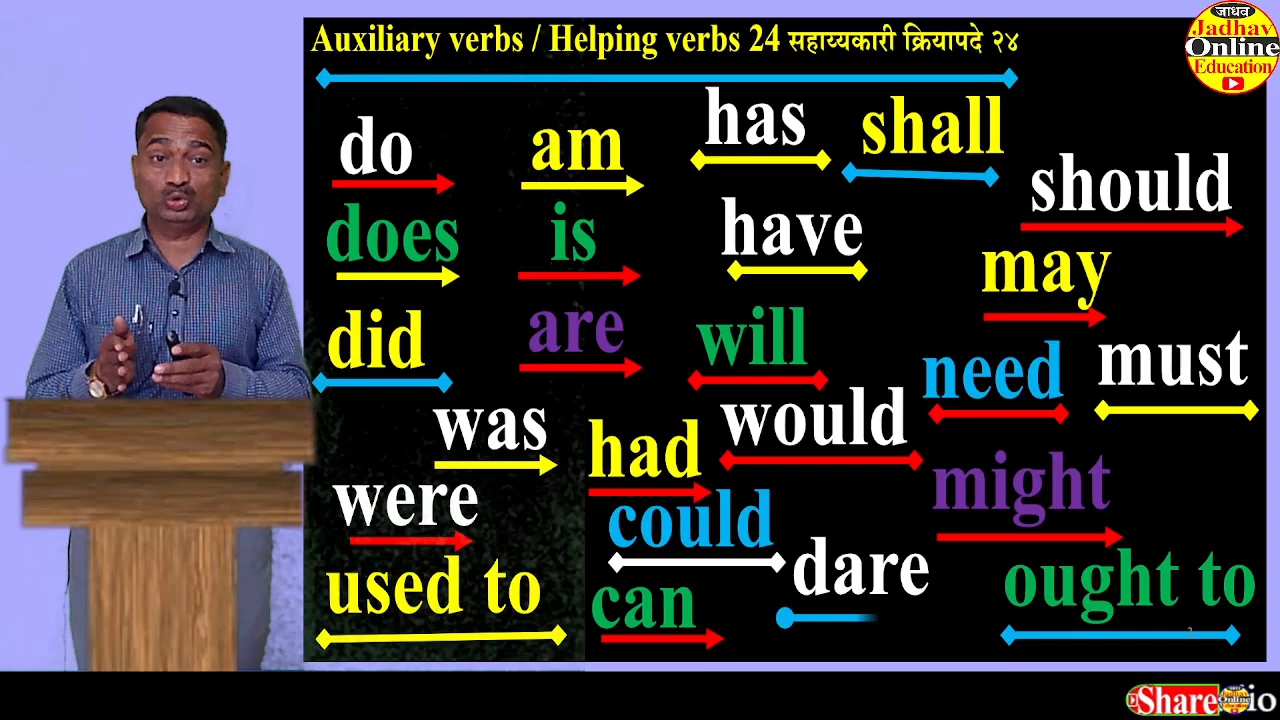 Auxiliary verbs / Helping verbs 24 सहाय्यकारी क्रियापदे २४
जाधव
Jadhav
Online
Education
do
am
has
shall
should
does
is
have
may
did
are
will
need
must
was
had
would
might
were
could
dare
used to
can
ought to
2
Share
io